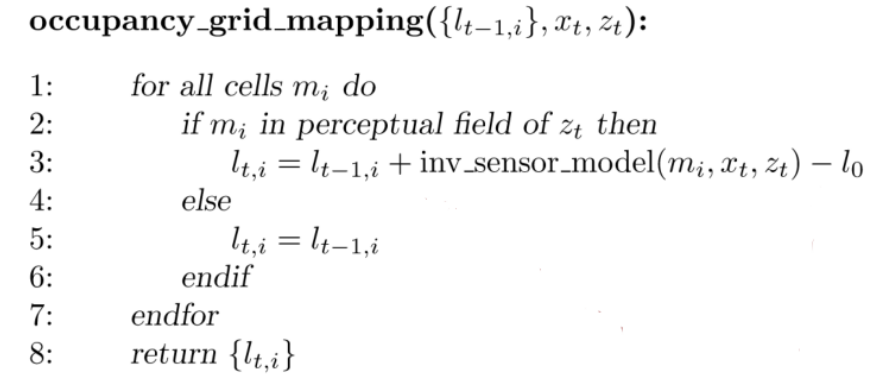 occupancy_grid_mapping({l_{t−1,i}}, x_t, z_t):
1: for all cells m_i do
2: if m_i in perceptual field of z_t then
3: l_{t,i} = l_{t−1,i} + inv_sensor_model(m_i, x_t, z_t) − l_0
4: else
5: l_{t,i} = l_{t−1,i}
6: endif
7: endfor
8: return {l_{t,i}}